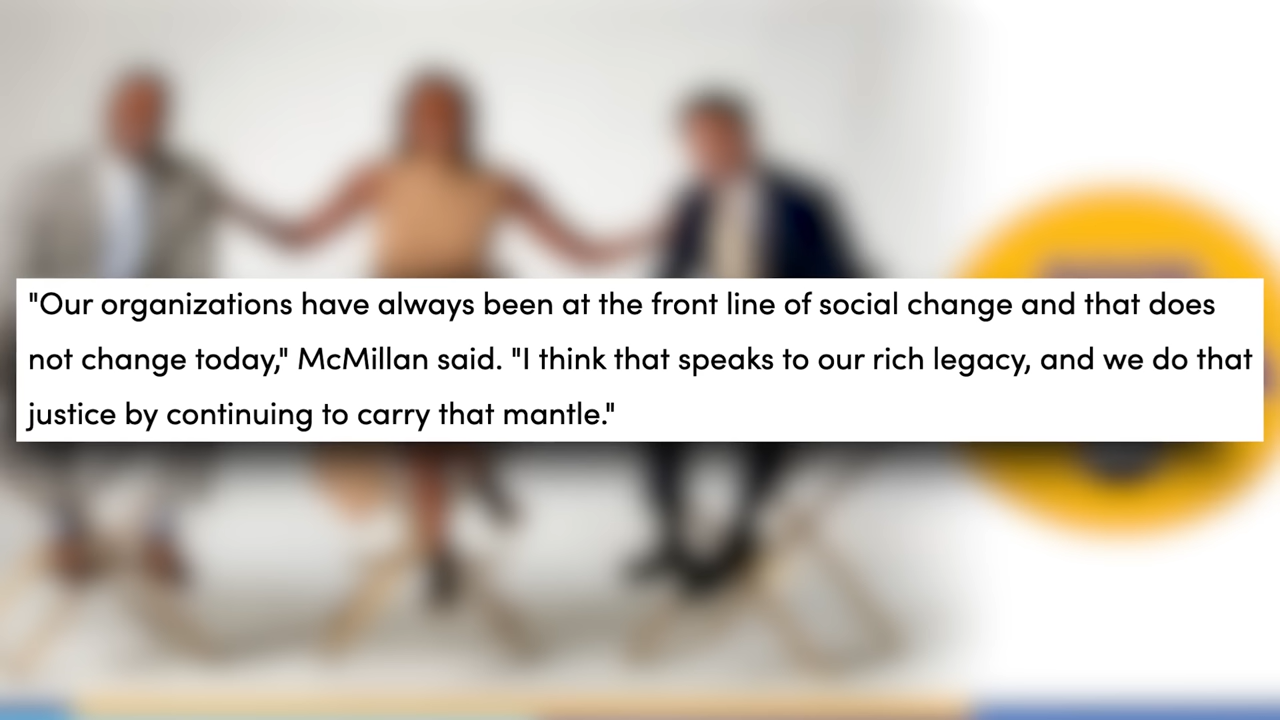 "Our organizations have always been at the front line of social change and that does
not change today," McMillan said. "I think that speaks to our rich legacy, and we do that
justice by continuing to carry that mantle."